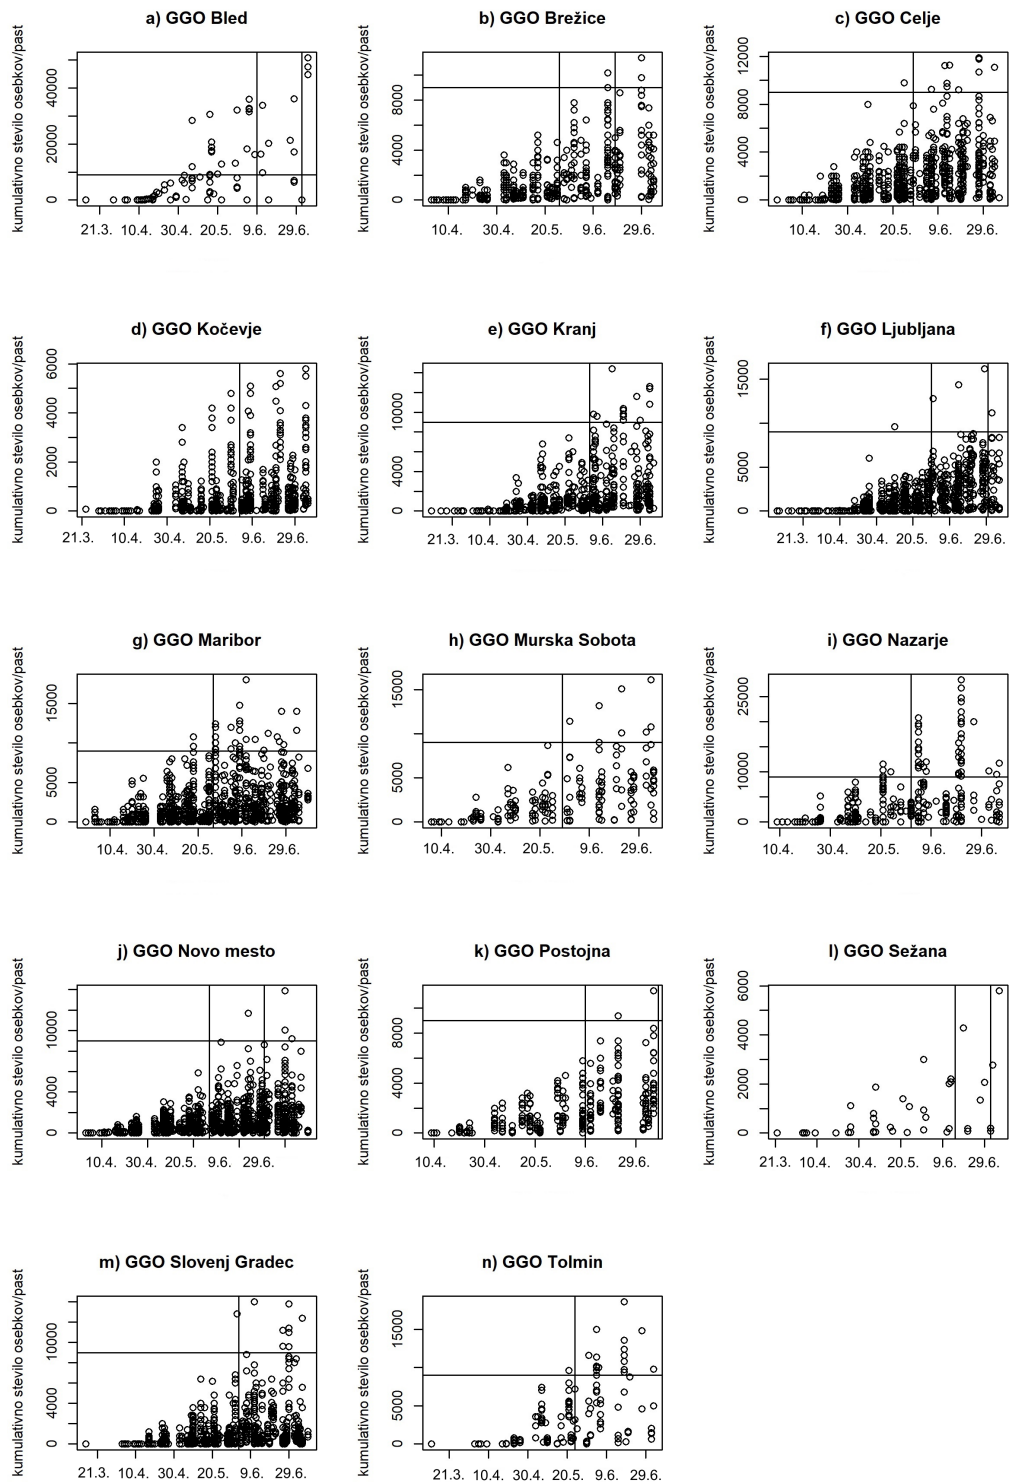 a) GGO Bled
kumulativno stevilo osebkov/past
0 20000 40000
21.3. 10.4. 30.4. 20.5. 9.6. 29.6.
b) GGO Brežice
kumulativno stevilo osebkov/past
0 4000 8000
10.4. 30.4. 20.5. 9.6. 29.6.
c) GGO Celje
kumulativno stevilo osebkov/past
0 4000 8000 12000
10.4. 30.4. 20.5. 9.6. 29.6.
d) GGO Kočevje
kumulativno stevilo osebkov/past
0 2000 4000 6000
21.3. 10.4. 30.4. 20.5. 9.6. 29.6.
e) GGO Kranj
kumulativno stevilo osebkov/past
0 4000 10000
21.3. 10.4. 30.4. 20.5. 9.6. 29.6.
f) GGO Ljubljana
kumulativno stevilo osebkov/past
0 5000 15000
21.3. 10.4. 30.4. 20.5. 9.6. 29.6.
g) GGO Maribor
kumulativno stevilo osebkov/past
0 5000 15000
10.4. 30.4. 20.5. 9.6. 29.6.
h) GGO Murska Sobota
kumulativno stevilo osebkov/past
0 5000 15000
10.4. 30.4. 20.5. 9.6. 29.6.
i) GGO Nazarje
kumulativno stevilo osebkov/past
0 10000 25000
10.4. 30.4. 20.5. 9.6. 29.6.
j) GGO Novo mesto
kumulativno stevilo osebkov/past
0 4000 10000
10.4. 30.4. 20.5. 9.6. 29.6.
k) GGO Postojna
kumulativno stevilo osebkov/past
0 4000 8000
10.4. 30.4. 20.5. 9.6. 29.6.
l) GGO Sežana
kumulativno stevilo osebkov/past
0 2000 4000 6000
21.3. 10.4. 30.4. 20.5. 9.6. 29.6.
m) GGO Slovenj Gradec
kumulativno stevilo osebkov/past
0 4000 10000
21.3. 10.4. 30.4. 20.5. 9.6. 29.6.
n) GGO Tolmin
kumulativno stevilo osebkov/past
0 5000 15000
21.3. 10.4. 30.4. 20.5. 9.6. 29.6.